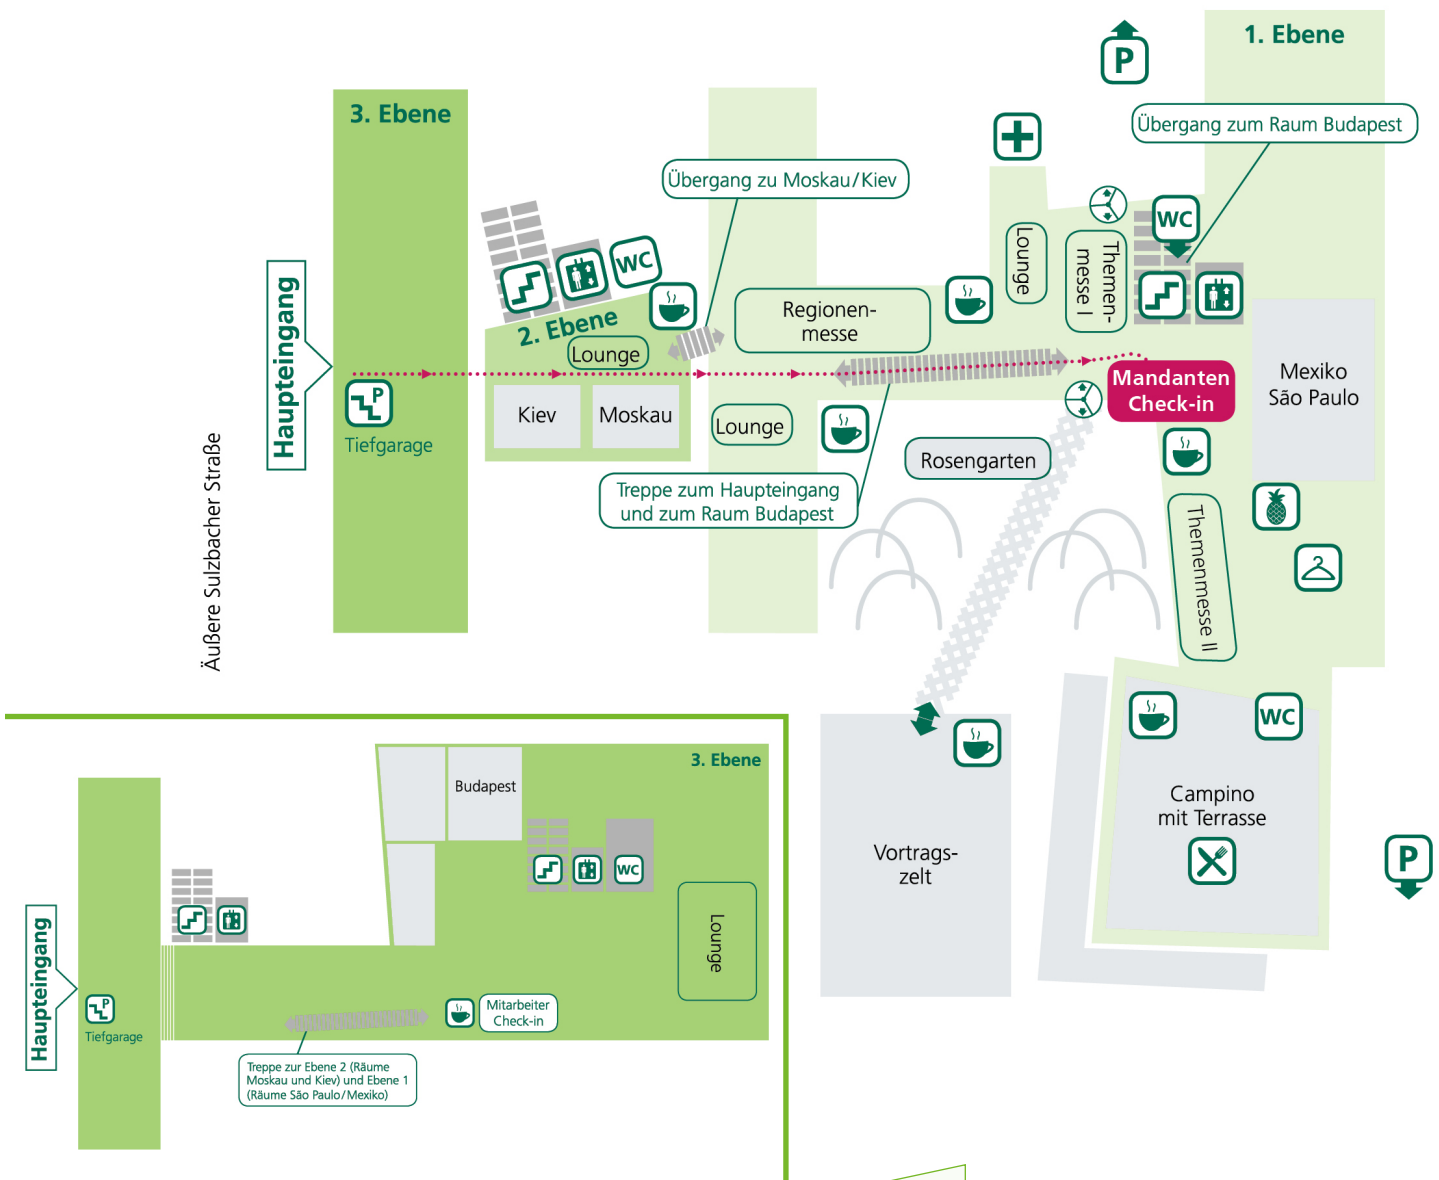 1. Ebene
P
3. Ebene
Übergang zum Raum Budapest
Übergang zu Moskau/Kiev
WC
Lounge
Themen-
messe I
WC
Haupteingang
2. Ebene
Regionen-
messe
Lounge
Mandanten
Check-in
Mexiko
São Paulo
P
Tiefgarage
Kiev
Moskau
Lounge
Rosengarten
Äußere Sulzbacher Straße
Treppe zum Haupteingang
und zum Raum Budapest
Themenmesse II
WC
Campino
mit Terrasse
Vortrags-
zelt
P
3. Ebene
Budapest
WC
Lounge
Haupteingang
P
Tiefgarage
Mitarbeiter
Check-in
Treppe zur Ebene 2 (Räume
Moskau und Kiev) und Ebene 1
(Räume São Paulo/Mexiko)